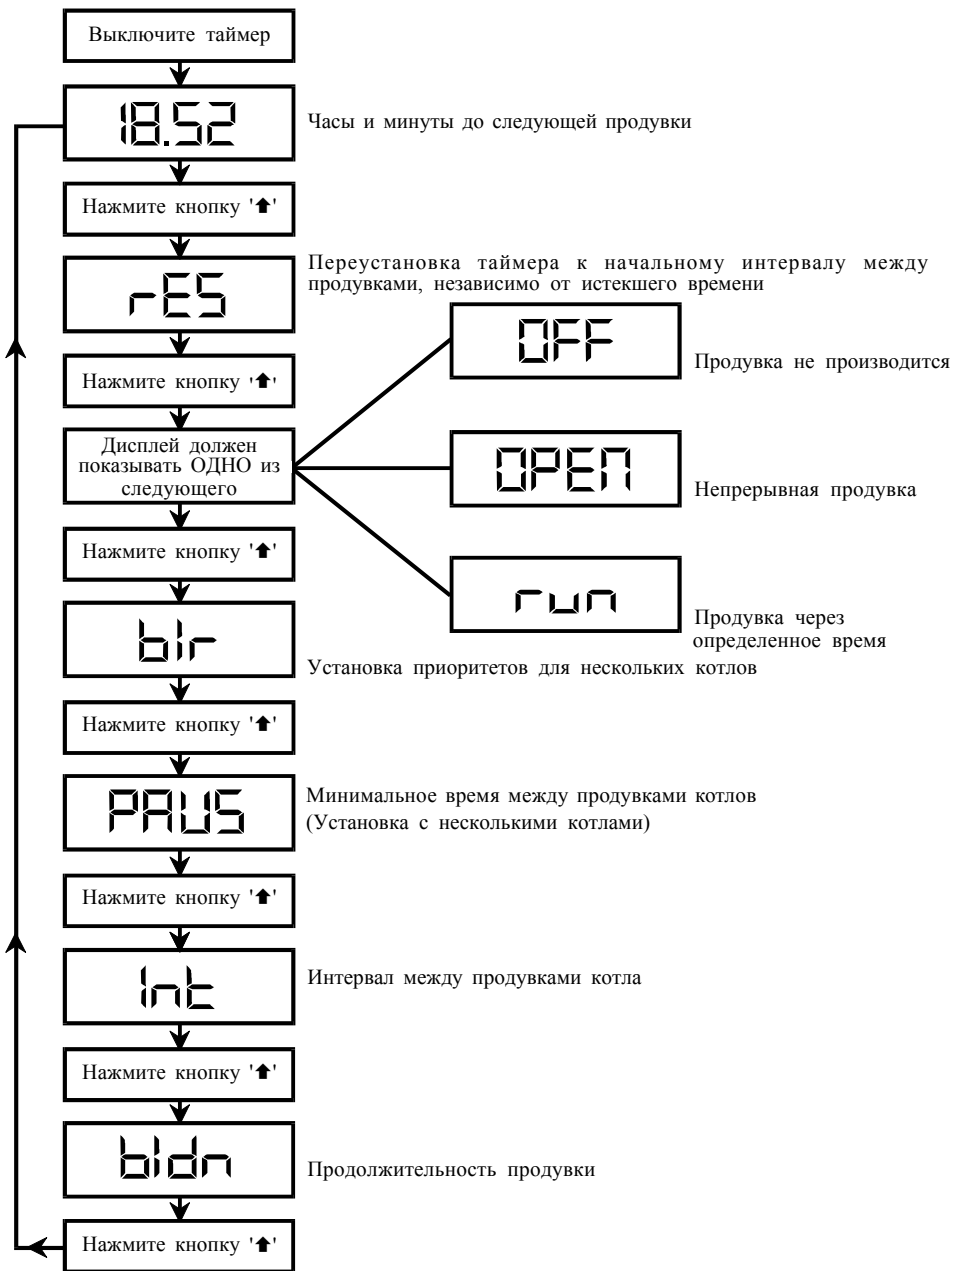 Выключите таймер
18.52
Часы и минуты до следующей продувки
Нажмите кнопку '⬆'
rES
Переустановка таймера к начальному интервалу между
продувками, независимо от истекшего времени
Нажмите кнопку '⬆'
Дисплей должен
показывать ОДНО из
следующего
OFF
Продувка не производится
OPEn
Непрерывная продувка
run
Продувка через
определенное время
Нажмите кнопку '⬆'
blr
Установка приоритетов для нескольких котлов
Нажмите кнопку '⬆'
PAUS
Минимальное время между продувками котлов
(Установка с несколькими котлами)
Нажмите кнопку '⬆'
Int
Интервал между продувками котла
Нажмите кнопку '⬆'
bldn
Продолжительность продувки
Нажмите кнопку '⬆'